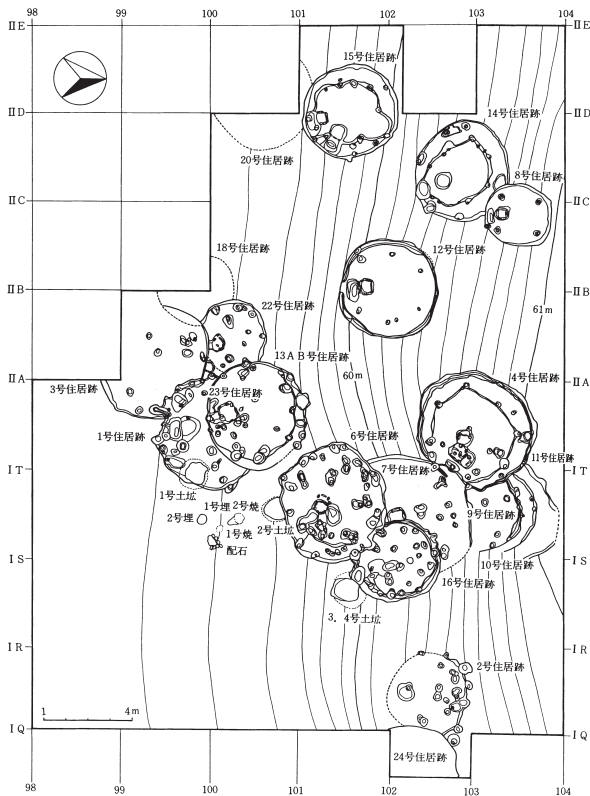 98 99 100 101 102 103 104
ⅡE ⅡE
15号住居跡
14号住居跡
ⅡD ⅡD
20号住居跡
8号住居跡
ⅡC ⅡC
18号住居跡
12号住居跡
ⅡB ⅡB
22号住居跡
61m
13AB号住居跡
60m
ⅡA ⅡA
3号住居跡
23号住居跡
4号住居跡
1号住居跡
6号住居跡
11号住居跡
7号住居跡
ⅠT ⅠT
1号土坛
1号埋 2号焼
2号埋
2号土坛
9号住居跡
1号焼
配石
10号住居跡
ⅠS ⅠS
16号住居跡
3．4号土坛
ⅠR ⅠR
2号住居跡
1 4m
ⅠQ ⅠQ
24号住居跡
98 99 100 101 102 103 104